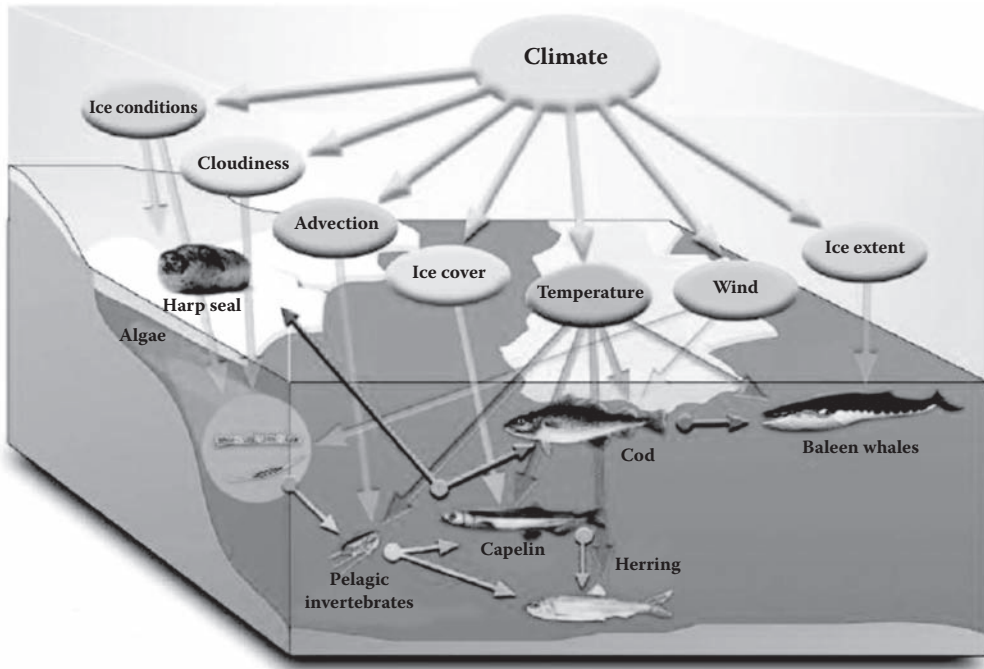 Climate
Ice conditions
Cloudiness
Advection
Ice cover
Temperature
Wind
Ice extent
Harp seal
Algae
Cod
Baleen whales
Capelin
Herring
Pelagic
invertebrates